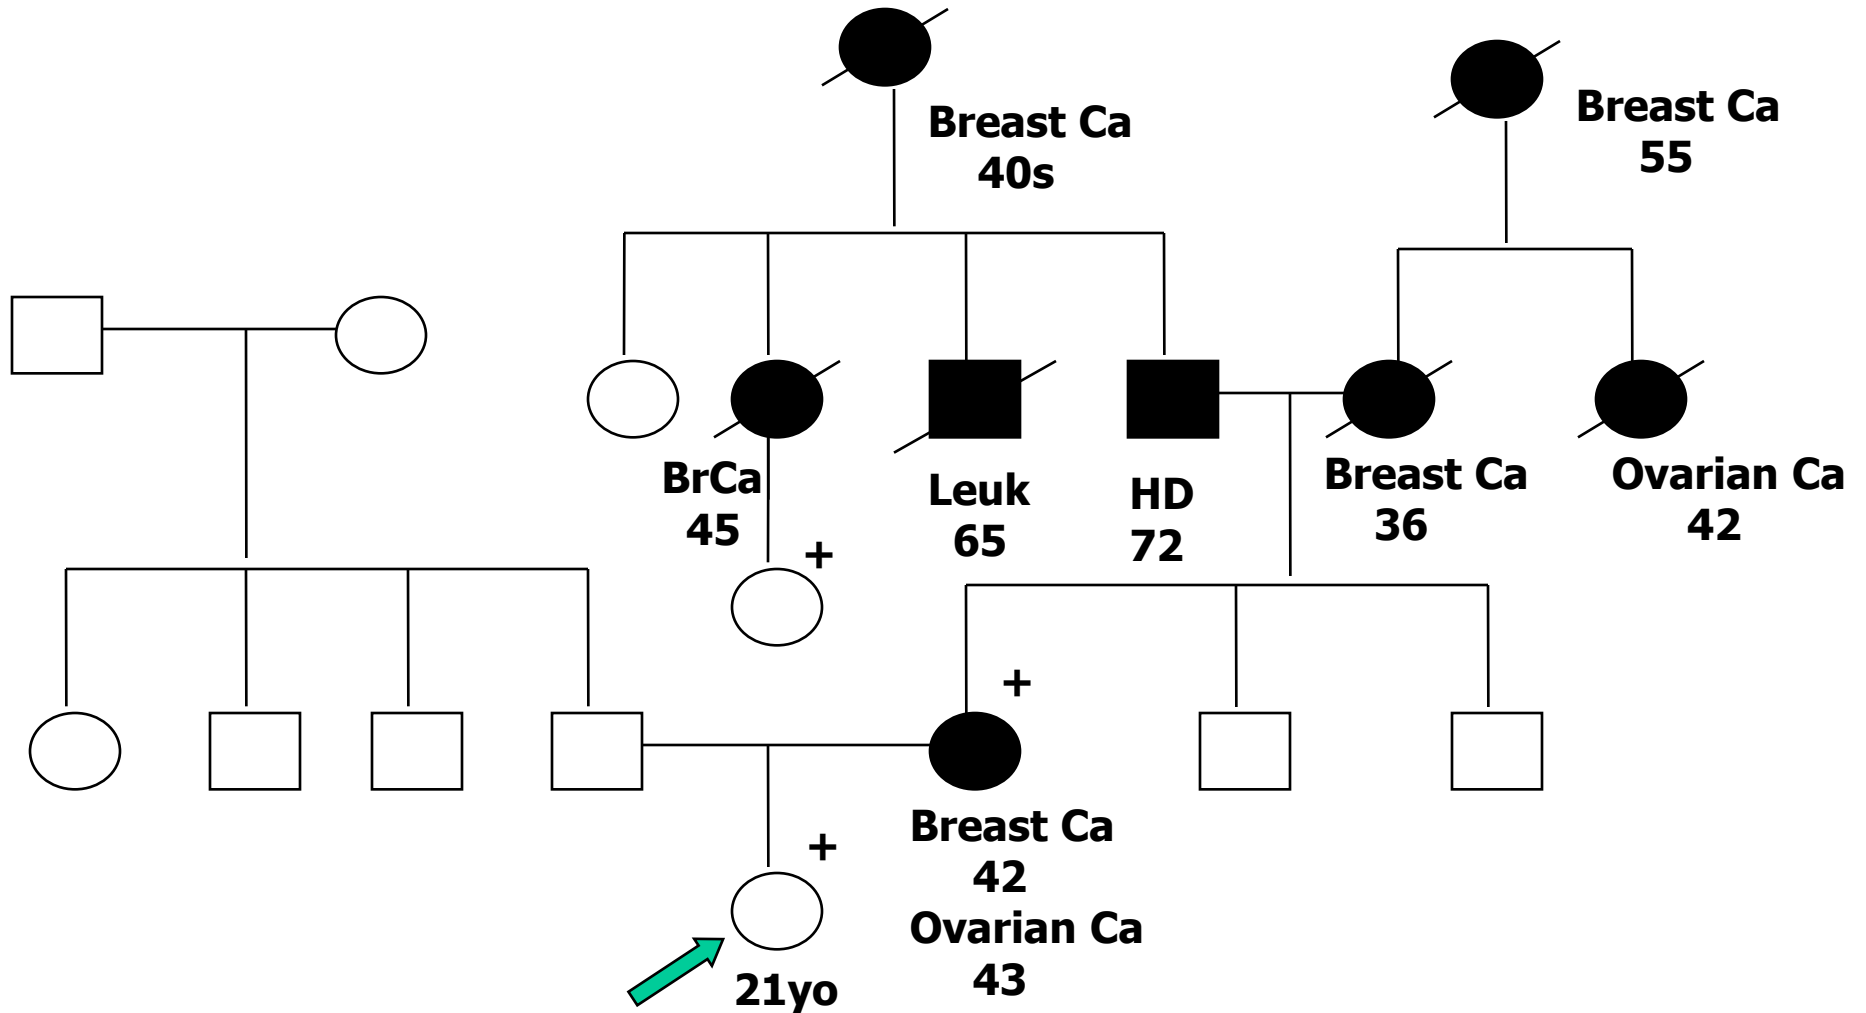 Breast Ca
40s
Breast Ca
55
BrCa
45
Leuk
65
HD
72
Breast Ca
36
Ovarian Ca
42
+
+
Breast Ca
42
Ovarian Ca
43
+
21yo